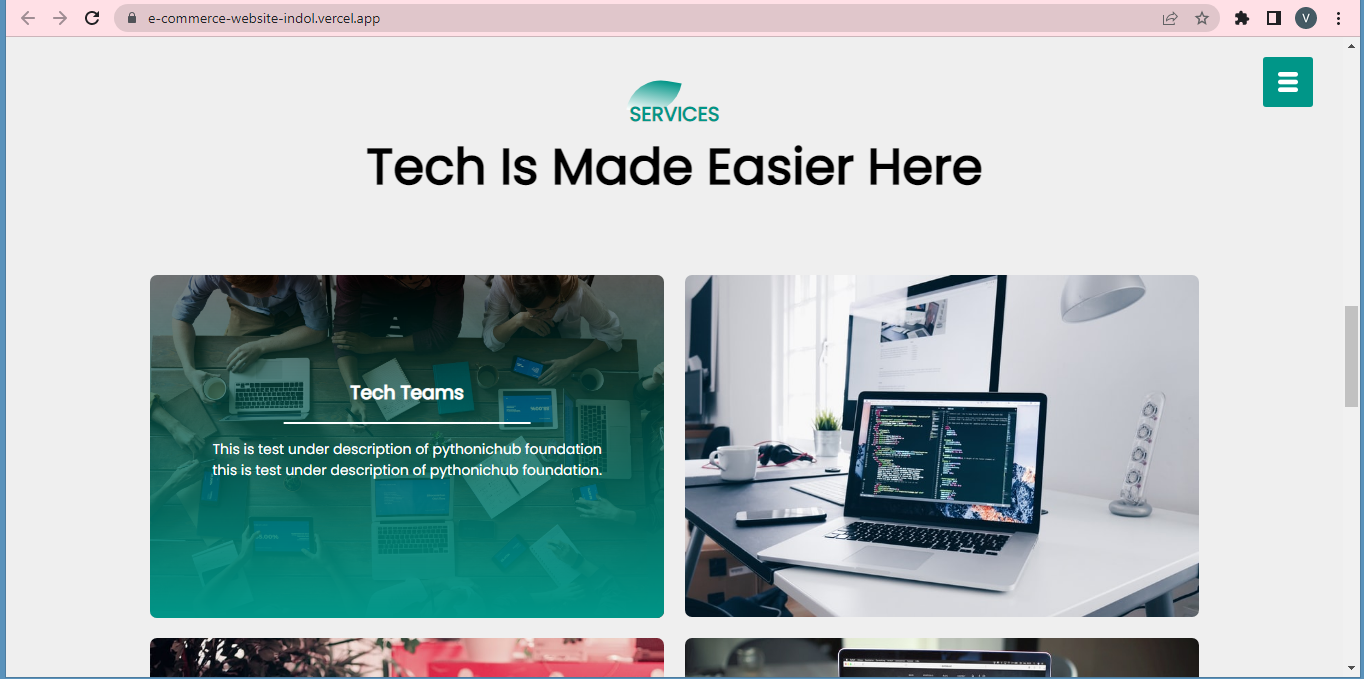 e-commerce-website-indol.vercel.app
V
SERVICES
Tech Is Made Easier Here
Tech Teams
This is test under description of pythonichub foundation
this is test under description of pythonichub foundation.